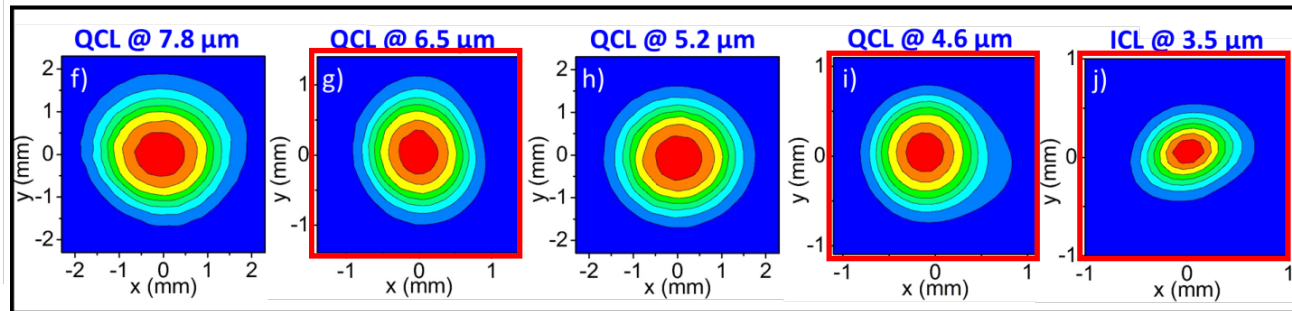 QCL @ 7.8 µm
QCL @ 6.5 µm
QCL @ 5.2 µm
QCL @ 4.6 µm
ICL @ 3.5 µm
f)
2
1
0
-1
-2
y (mm)
-2
-1
0
1
2
x (mm)
g)
1
0
-1
y (mm)
-1
0
1
x (mm)
h)
2
1
0
-1
-2
y (mm)
-2
-1
0
1
2
x (mm)
i)
1
0
-1
y (mm)
-1
0
1
x (mm)
j)
1
0
-1
y (mm)
-1
0
1
x (mm)